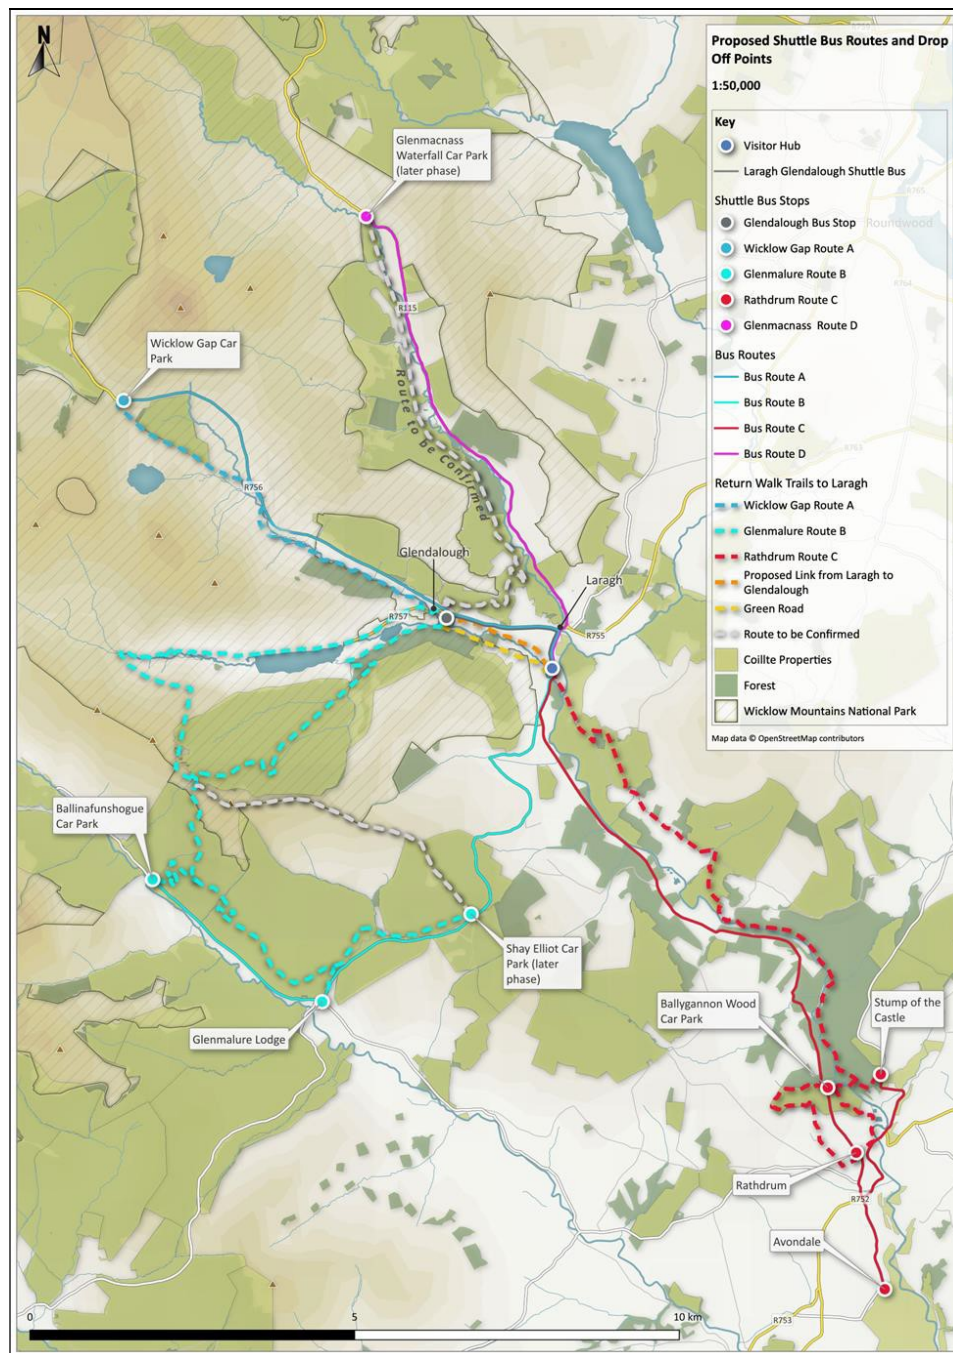 N
Proposed Shuttle Bus Routes and Drop
Off Points
1:50,000
Key
Visitor Hub
Laragh Glendalough Shuttle Bus
Shuttle Bus Stops
Glendalough Bus Stop
Roundwood
Wicklow Gap Route A
Glenmalure Route B
Rathdrum Route C
Glenmacnass Route D
Bus Routes
Bus Route A
Bus Route B
Bus Route C
Bus Route D
Return Walk Trails to Laragh
Wicklow Gap Route A
Glenmalure Route B
Rathdrum Route C
Proposed Link from Laragh to
Glendalough
Green Road
Route to be Confirmed
Coillte Properties
Forest
Wicklow Mountains National Park
Map data © OpenStreetMap contributors
R765
R764
R763
Glenmacnass
Waterfall Car Park
(later phase)
R115
Wicklow Gap Car
Park
Route to be Confirmed
R756
Glendalough
Laragh
R757
R755
Ballinafunshogue
Car Park
Shay Elliot Car
Park (later
phase)
Glenmalure Lodge
Ballygannon Wood
Car Park
Stump of the
Castle
Rathdrum
R752
Avondale
R753
0
5
10 km